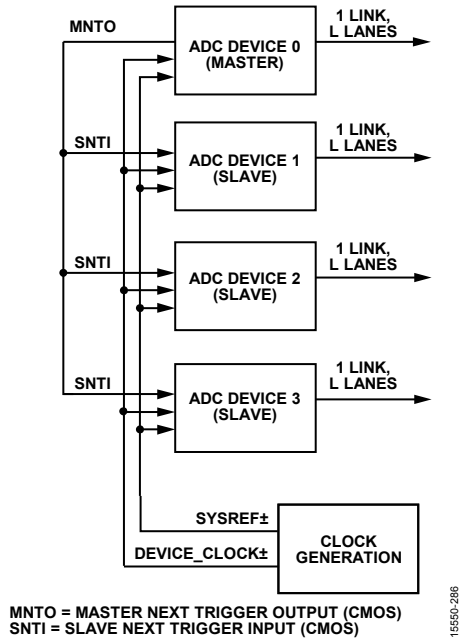 MNTO
ADC DEVICE 0
(MASTER)
1 LINK,
L LANES
SNTI
ADC DEVICE 1
(SLAVE)
1 LINK,
L LANES
SNTI
ADC DEVICE 2
(SLAVE)
1 LINK,
L LANES
SNTI
ADC DEVICE 3
(SLAVE)
1 LINK,
L LANES
SYSREF±
DEVICE_CLOCK±
CLOCK
GENERATION
MNTO = MASTER NEXT TRIGGER OUTPUT (CMOS)
SNTI = SLAVE NEXT TRIGGER INPUT (CMOS)
15550-286